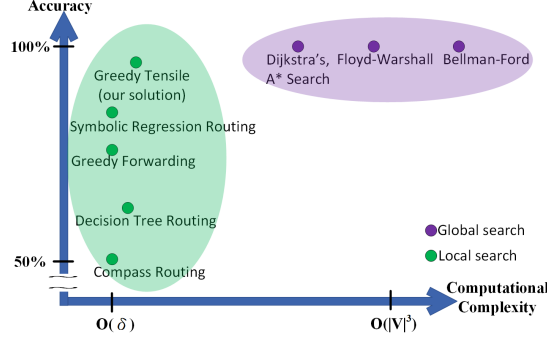 Accuracy
100%
Dijkstra's,
A* Search
Floyd-Warshall
Bellman-Ford
Greedy Tensile
(our solution)
Symbolic Regression Routing
Greedy Forwarding
Decision Tree Routing
Global search
Local search
50%
Compass Routing
Computational
Complexity
O( δ )
O(|V|³)